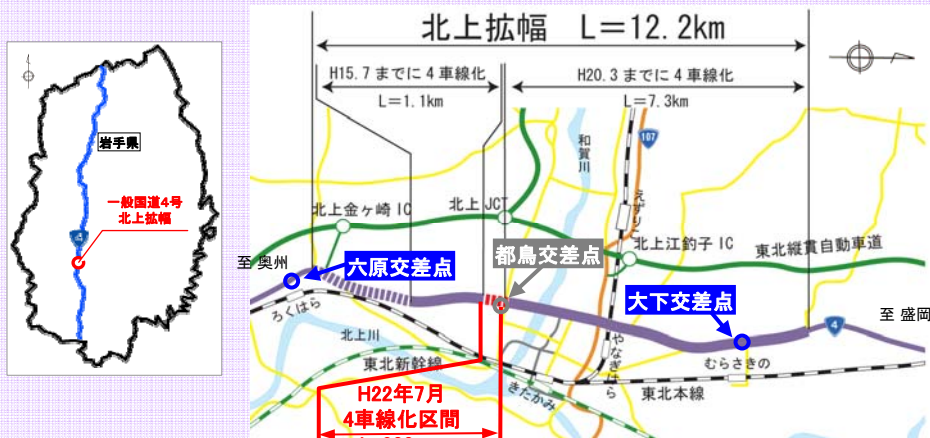 岩手県
一般国道4号
北上拡幅
4
北上拡幅 L=12.2km
H15.7 までに 4 車線化
L=1.1km
H20.3 までに 4 車線化
L=7.3km
107
和賀川
えずりこ
北上金ヶ崎 IC
北上 JCT
北上江釣子 IC
東北縦貫自動車道
至 奥州
六原交差点
都鳥交差点
大下交差点
4
至 盛岡
ろくはら
北上川
東北新幹線
きたかみ
やなぎはら
むらさきの
東北本線
H22年7月
4車線化区間